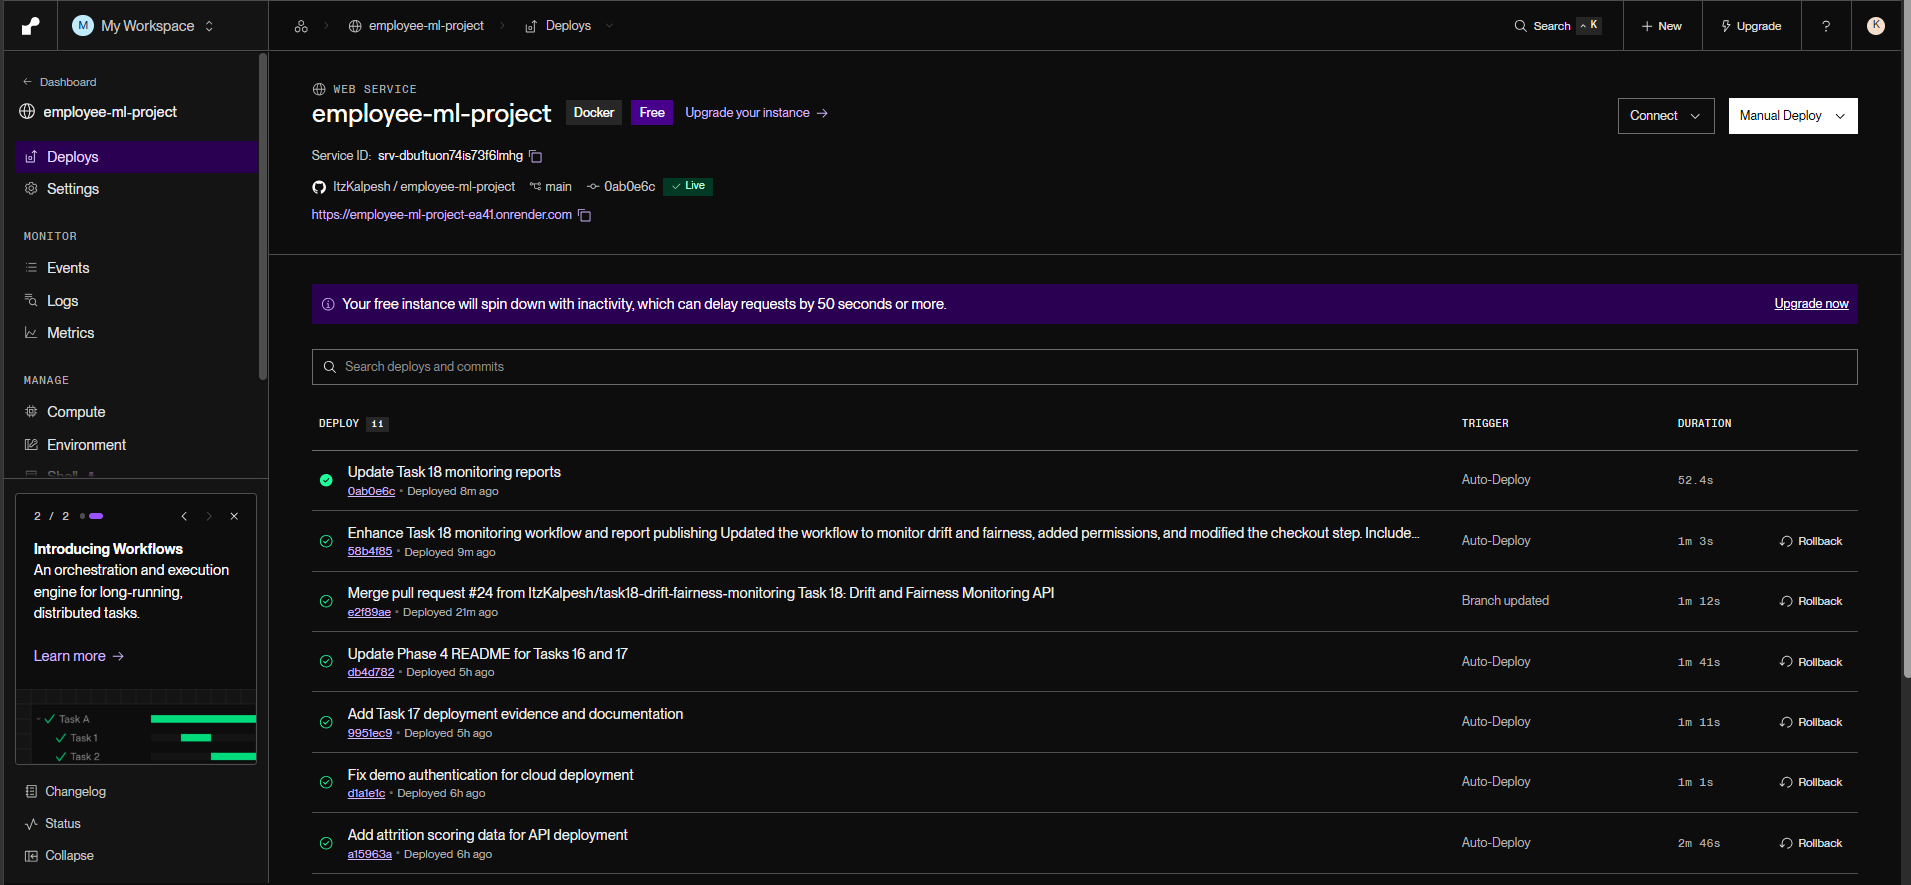 M My Workspace
employee-ml-project
Deploys
Search ^ K
+ New
Upgrade
?
K
← Dashboard
employee-ml-project
Deploys
Settings
MONITOR
Events
Logs
Metrics
MANAGE
Compute
Environment
Shell
2 / 2
Introducing Workflows
An orchestration and execution
engine for long-running,
distributed tasks.
Learn more →
Task A
Task 1
Task 2
Changelog
Status
Collapse
WEB SERVICE
employee-ml-project Docker Free Upgrade your instance →
Connect
Manual Deploy
Service ID: srv-dbu1tuon74is73f6lmhg
ItzKalpesh / employee-ml-project main 0ab0e6c ✓ Live
https://employee-ml-project-ea41.onrender.com
Your free instance will spin down with inactivity, which can delay requests by 50 seconds or more.
Upgrade now
Search deploys and commits
DEPLOY 11 TRIGGER DURATION
Update Task 18 monitoring reports
0ab0e6c • Deployed 8m ago
Auto-Deploy 52.4s
Enhance Task 18 monitoring workflow and report publishing Updated the workflow to monitor drift and fairness, added permissions, and modified the checkout step. Include...
58b4f85 • Deployed 9m ago
Auto-Deploy 1m 3s Rollback
Merge pull request #24 from ItzKalpesh/task18-drift-fairness-monitoring Task 18: Drift and Fairness Monitoring API
e2f89ae • Deployed 21m ago
Branch updated 1m 12s Rollback
Update Phase 4 README for Tasks 16 and 17
db4d782 • Deployed 5h ago
Auto-Deploy 1m 41s Rollback
Add Task 17 deployment evidence and documentation
9951ec9 • Deployed 5h ago
Auto-Deploy 1m 11s Rollback
Fix demo authentication for cloud deployment
d1a1e1c • Deployed 6h ago
Auto-Deploy 1m 1s Rollback
Add attrition scoring data for API deployment
a15963a • Deployed 6h ago
Auto-Deploy 2m 46s Rollback